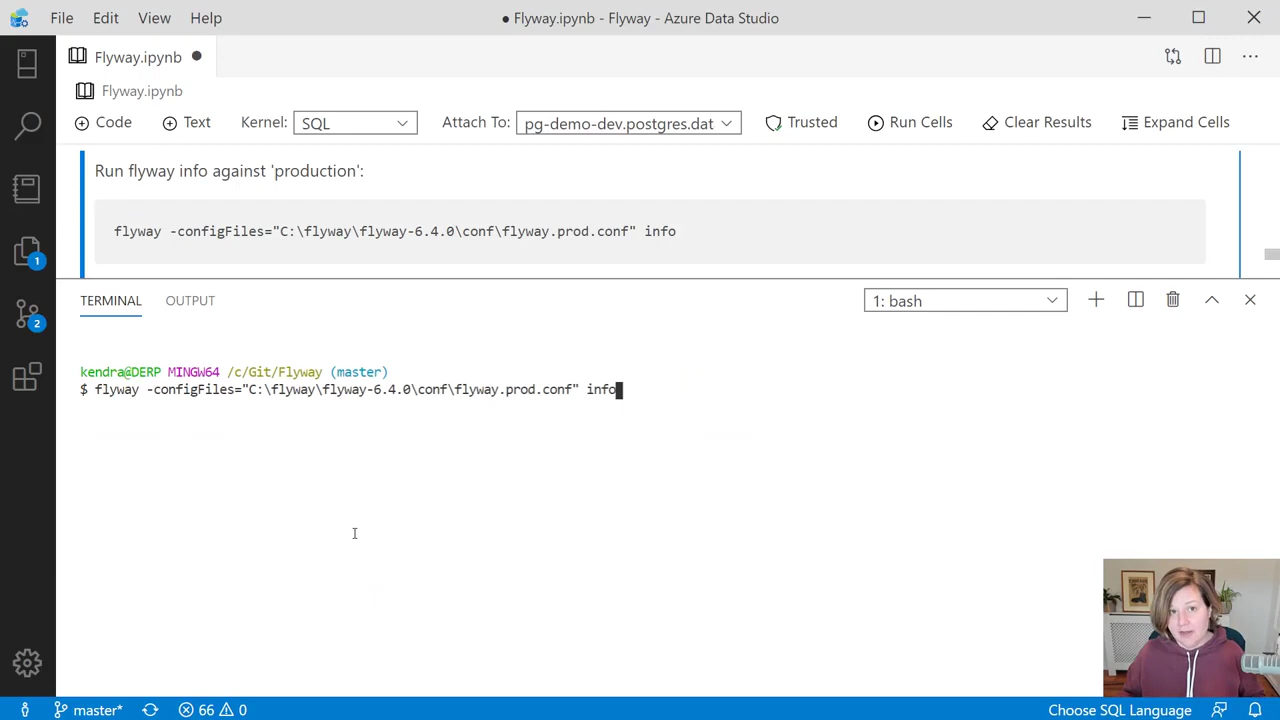 File Edit View Help
● Flyway.ipynb - Flyway - Azure Data Studio
Flyway.ipynb ●
Flyway.ipynb
Code Text Kernel: SQL Attach To: pg-demo-dev.postgres.dat Trusted Run Cells Clear Results Expand Cells
Run flyway info against 'production':
flyway -configFiles="C:\flyway\flyway-6.4.0\conf\flyway.prod.conf" info
TERMINAL OUTPUT 1: bash
kendra@DERP MINGW64 /c/Git/Flyway (master)
$ flyway -configFiles="C:\flyway\flyway-6.4.0\conf\flyway.prod.conf" info
1
2
master* 66 0 Choose SQL Language